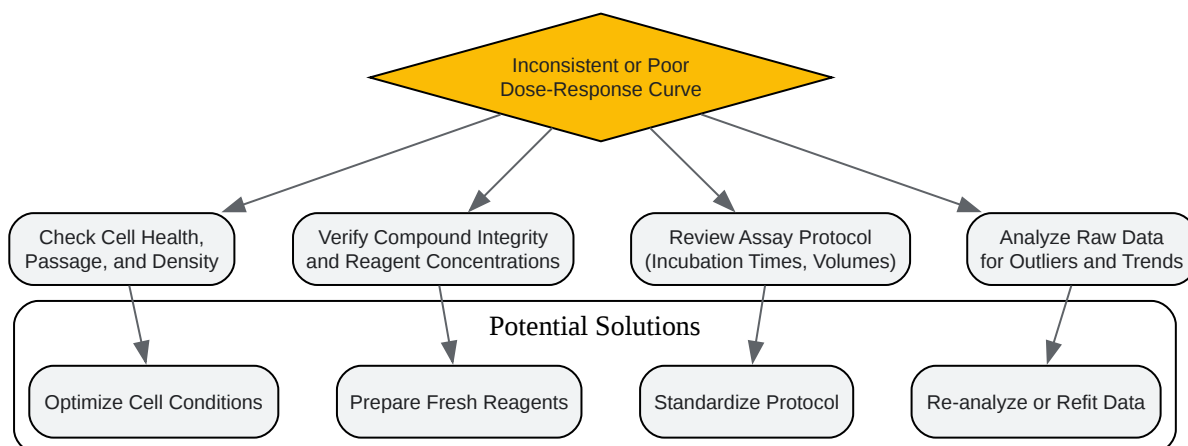 Inconsistent or Poor
Dose-Response Curve
Check Cell Health,
Passage, and Density
Verify Compound Integrity
and Reagent Concentrations
Review Assay Protocol
(Incubation Times, Volumes)
Analyze Raw Data
for Outliers and Trends
Potential Solutions
Optimize Cell Conditions
Prepare Fresh Reagents
Standardize Protocol
Re-analyze or Refit Data